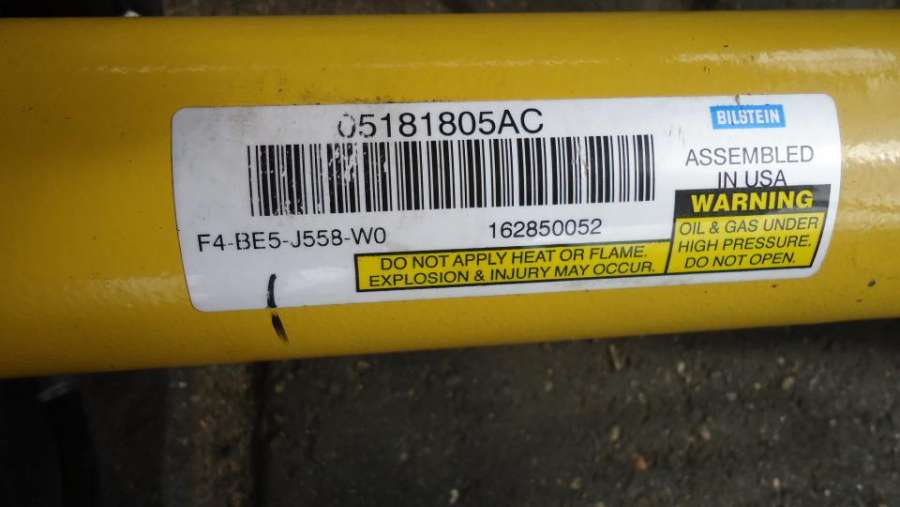 05181805AC
BILSTEIN
ASSEMBLED
IN USA
F4-BE5-J558-W0
162850052
WARNING
OIL & GAS UNDER
HIGH PRESSURE,
DO NOT OPEN.
DO NOT APPLY HEAT OR FLAME,
EXPLOSION & INJURY MAY OCCUR.